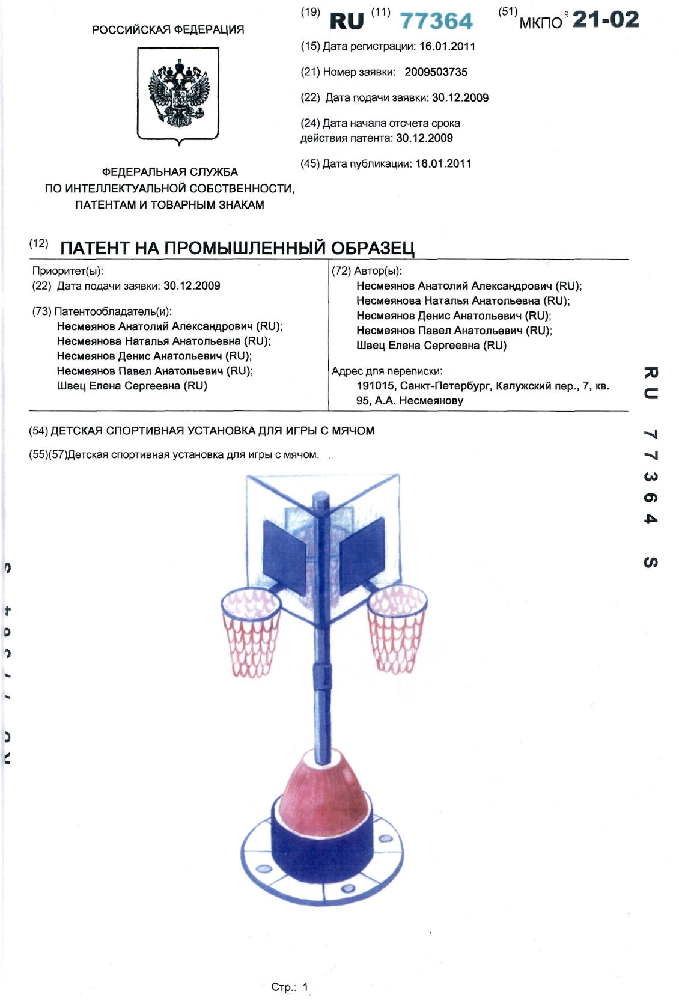 РОССИЙСКАЯ ФЕДЕРАЦИЯ
ФЕДЕРАЛЬНАЯ СЛУЖБА
ПО ИНТЕЛЛЕКТУАЛЬНОЙ СОБСТВЕННОСТИ,
ПАТЕНТАМ И ТОВАРНЫМ ЗНАКАМ
(19) RU (11) 77364 (51) МКПО⁹ 21-02
(15) Дата регистрации: 16.01.2011
(21) Номер заявки: 2009503735
(22) Дата подачи заявки: 30.12.2009
(24) Дата начала отсчета срока
действия патента: 30.12.2009
(45) Дата публикации: 16.01.2011
(12) ПАТЕНТ НА ПРОМЫШЛЕННЫЙ ОБРАЗЕЦ
Приоритет(ы):
(22) Дата подачи заявки: 30.12.2009
(73) Патентообладатель(и):
Несмеянов Анатолий Александрович (RU);
Несмеянова Наталья Анатольевна (RU);
Несмеянов Денис Анатольевич (RU);
Несмеянов Павел Анатольевич (RU);
Швец Елена Сергеевна (RU)
(72) Автор(ы):
Несмеянов Анатолий Александрович (RU);
Несмеянова Наталья Анатольевна (RU);
Несмеянов Денис Анатольевич (RU);
Несмеянов Павел Анатольевич (RU);
Швец Елена Сергеевна (RU)
Адрес для переписки:
191015, Санкт-Петербург, Калужский пер., 7, кв.
95, А.А. Несмеянову
(54) ДЕТСКАЯ СПОРТИВНАЯ УСТАНОВКА ДЛЯ ИГРЫ С МЯЧОМ
(55)(57)Детская спортивная установка для игры с мячом,
RU 77364 S
Стр.: 1